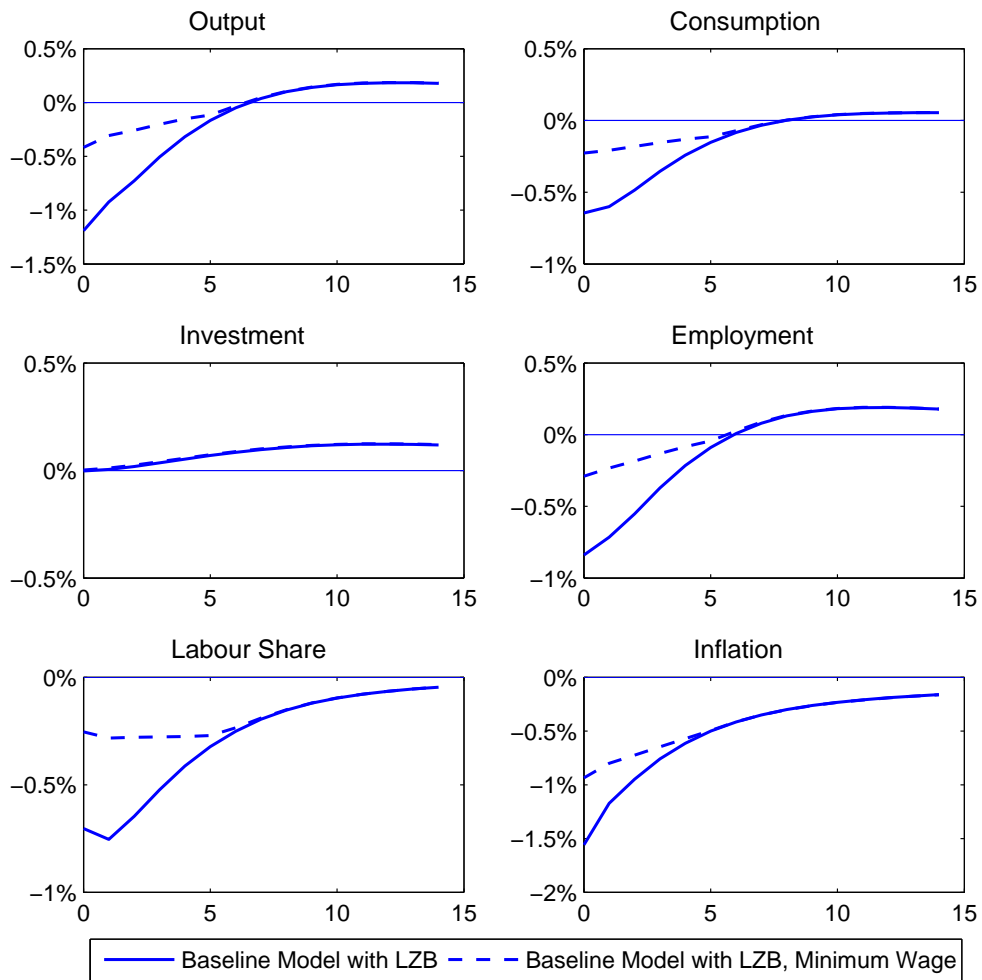 Output
0.5%
0%
−0.5%
−1%
−1.5%
0 5 10 15
Consumption
0.5%
0%
−0.5%
−1%
0 5 10 15
Investment
0.5%
0%
−0.5%
0 5 10 15
Employment
0.5%
0%
−0.5%
−1%
0 5 10 15
Labour Share
0%
−0.5%
−1%
0 5 10 15
Inflation
0%
−0.5%
−1%
−1.5%
−2%
0 5 10 15
Baseline Model with LZB
Baseline Model with LZB, Minimum Wage